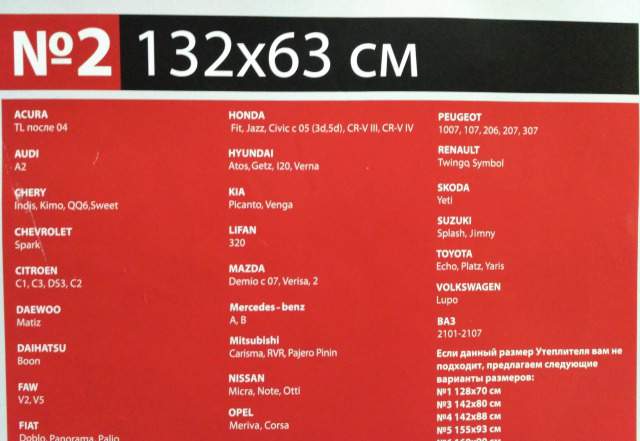 №2 132x63 см
ACURA
TL после 04
AUDI
A2
CHERY
Indis, Kimo, QQ6,Sweet
CHEVROLET
Spark
CITROEN
C1, C3, DS3, C2
DAEWOO
Matiz
DAIHATSU
Boon
FAW
V2, V5
FIAT
Doblo, Panorama, Palio
HONDA
Fit, Jazz, Civic с 05 (3d,5d), CR-V III, CR-V IV
HYUNDAI
Atos,Getz, I20, Verna
KIA
Picanto, Venga
LIFAN
320
MAZDA
Demio с 07, Verisa, 2
Mercedes-benz
A, B
Mitsubishi
Carisma, RVR, Pajero Pinin
NISSAN
Micra, Note, Otti
OPEL
Meriva, Corsa
PEUGEOT
1007, 107, 206, 207, 307
RENAULT
Twingo, Symbol
SKODA
Yeti
SUZUKI
Splash, Jimny
TOYOTA
Echo, Platz, Yaris
VOLKSWAGEN
Lupo
ВАЗ
2101-2107
Если данный размер Утеплителя вам не
подходит, предлагаем следующие
варианты размеров:
№1 128x70 см
№3 142x80 см
№4 142x88 см
№5 155x93 см